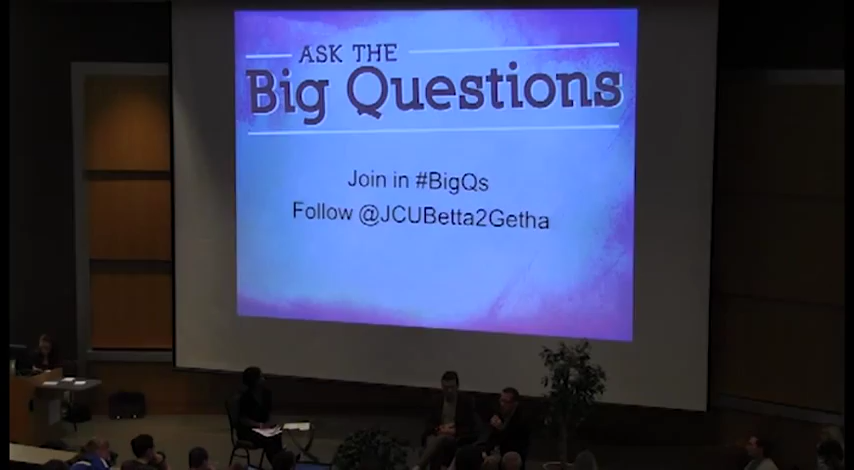 ASK THE
Big Questions
Join in #BigQs
Follow @JCUBetta2Getha